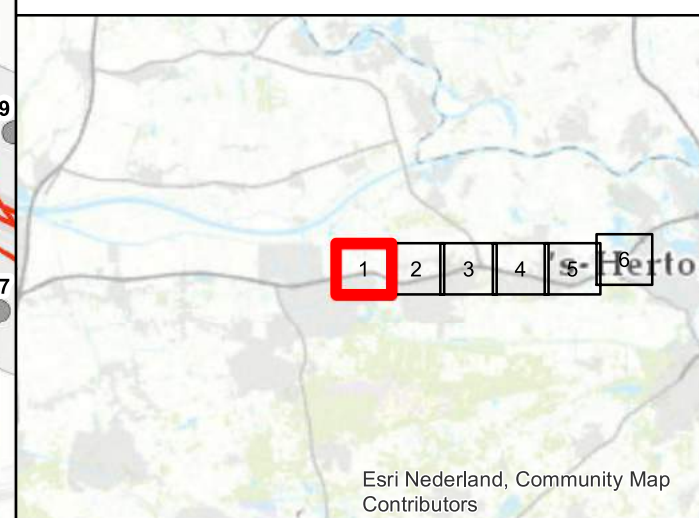 9
7
1 2 3 4 5 6
's-Herto
Esri Nederland, Community Map
Contributors